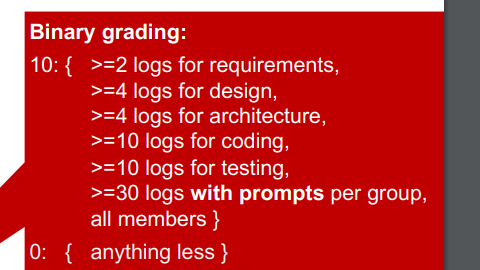 Binary grading:
10: { >=2 logs for requirements,
>=4 logs for design,
>=4 logs for architecture,
>=10 logs for coding,
>=10 logs for testing,
>=30 logs with prompts per group,
all members }
0: { anything less }